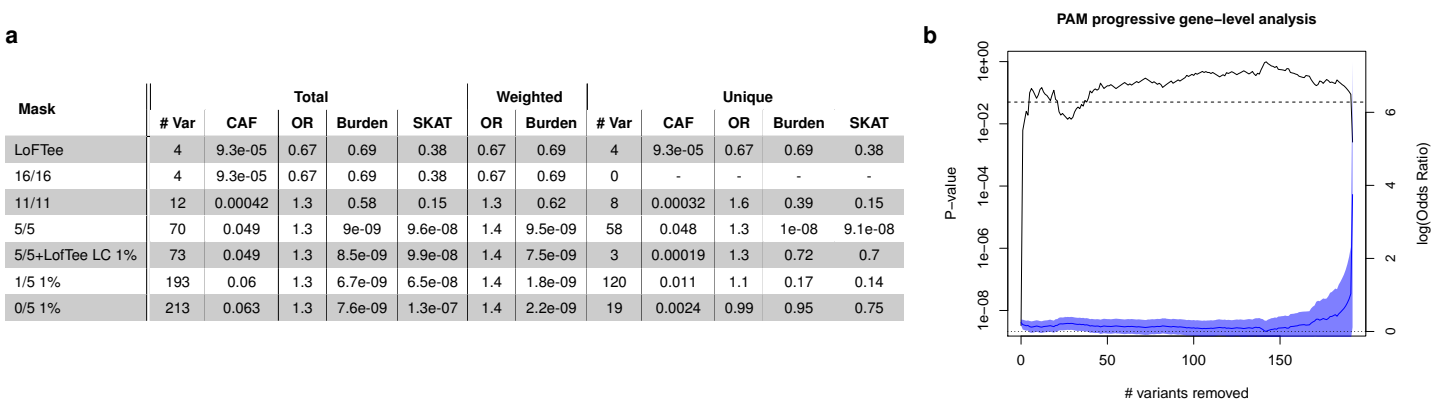 a
Mask Total Weighted Unique
# Var CAF OR Burden SKAT OR Burden # Var CAF OR Burden SKAT
LoFTee 4 9.3e-05 0.67 0.69 0.38 0.67 0.69 4 9.3e-05 0.67 0.69 0.38
16/16 4 9.3e-05 0.67 0.69 0.38 0.67 0.69 0 - - - -
11/11 12 0.00042 1.3 0.58 0.15 1.3 0.62 8 0.00032 1.6 0.39 0.15
5/5 70 0.049 1.3 9e-09 9.6e-08 1.4 9.5e-09 58 0.048 1.3 1e-08 9.1e-08
5/5+LofTee LC 1% 73 0.049 1.3 8.5e-09 9.9e-08 1.4 7.5e-09 3 0.00019 1.3 0.72 0.7
1/5 1% 193 0.06 1.3 6.7e-09 6.5e-08 1.4 1.8e-09 120 0.011 1.1 0.17 0.14
0/5 1% 213 0.063 1.3 7.6e-09 1.3e-07 1.4 2.2e-09 19 0.0024 0.99 0.95 0.75
b
PAM progressive gene−level analysis
P−value
1e+00
1e−02
1e−04
1e−06
1e−08
6
4
2
0
log(Odds Ratio)
0 50 100 150
# variants removed